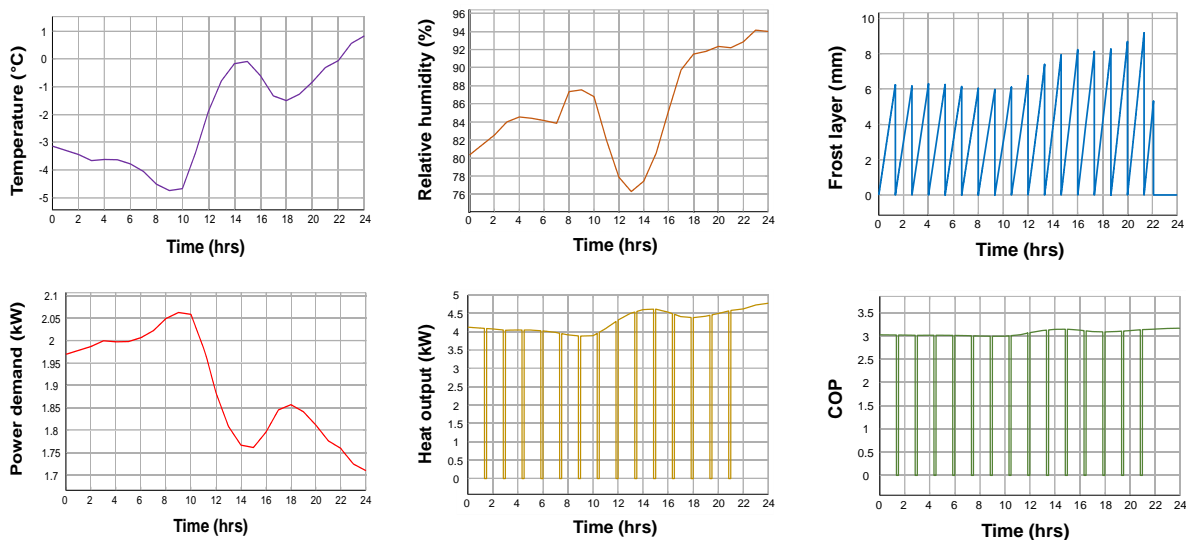 Temperature (°C)
1
0
-1
-2
-3
-4
-5
0 2 4 6 8 10 12 14 16 18 20 22 24
Time (hrs)
Relative humidity (%)
96
94
92
90
88
86
84
82
80
78
76
0 2 4 6 8 10 12 14 16 18 20 22 24
Time (hrs)
Frost layer (mm)
10
8
6
4
2
0
0 2 4 6 8 10 12 14 16 18 20 22 24
Time (hrs)
Power demand (kW)
2.1
2.05
2
1.95
1.9
1.85
1.8
1.75
1.7
0 2 4 6 8 10 12 14 16 18 20 22 24
Time (hrs)
Heat output (kW)
5
4.5
4
3.5
3
2.5
2
1.5
1
0.5
0
0 2 4 6 8 10 12 14 16 18 20 22 24
Time (hrs)
COP
3.5
3
2.5
2
1.5
1
0.5
0
0 2 4 6 8 10 12 14 16 18 20 22 24
Time (hrs)